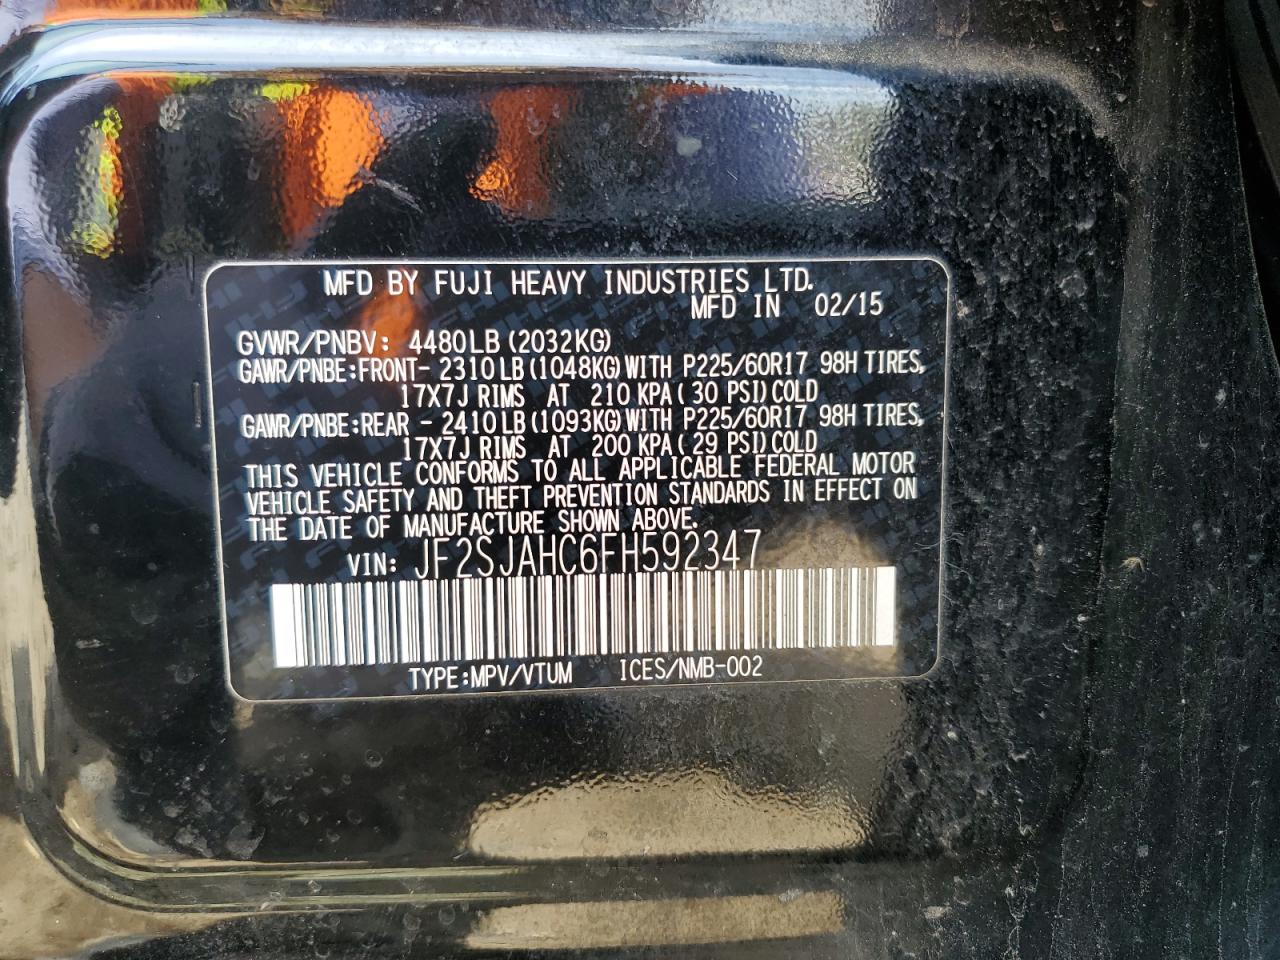 MFD BY FUJI HEAVY INDUSTRIES LTD.
MFD IN 02/15
GVWR/PNBV: 4480LB(2032KG)
GAWR/PNBE:FRONT- 2310LB(1048KG)WITH P225/60R17 98H TIRES,
17X7J RIMS AT 210 KPA(30 PSI)COLD
GAWR/PNBE:REAR - 2410LB(1093KG)WITH P225/60R17 98H TIRES,
17X7J RIMS AT 200 KPA(29 PSI)COLD
THIS VEHICLE CONFORMS TO ALL APPLICABLE FEDERAL MOTOR
VEHICLE SAFETY AND THEFT PREVENTION STANDARDS IN EFFECT ON
THE DATE OF MANUFACTURE SHOWN ABOVE.
VIN: JF2SJAHC6FH592347
TYPE:MPV/VTUM ICES/NMB-002